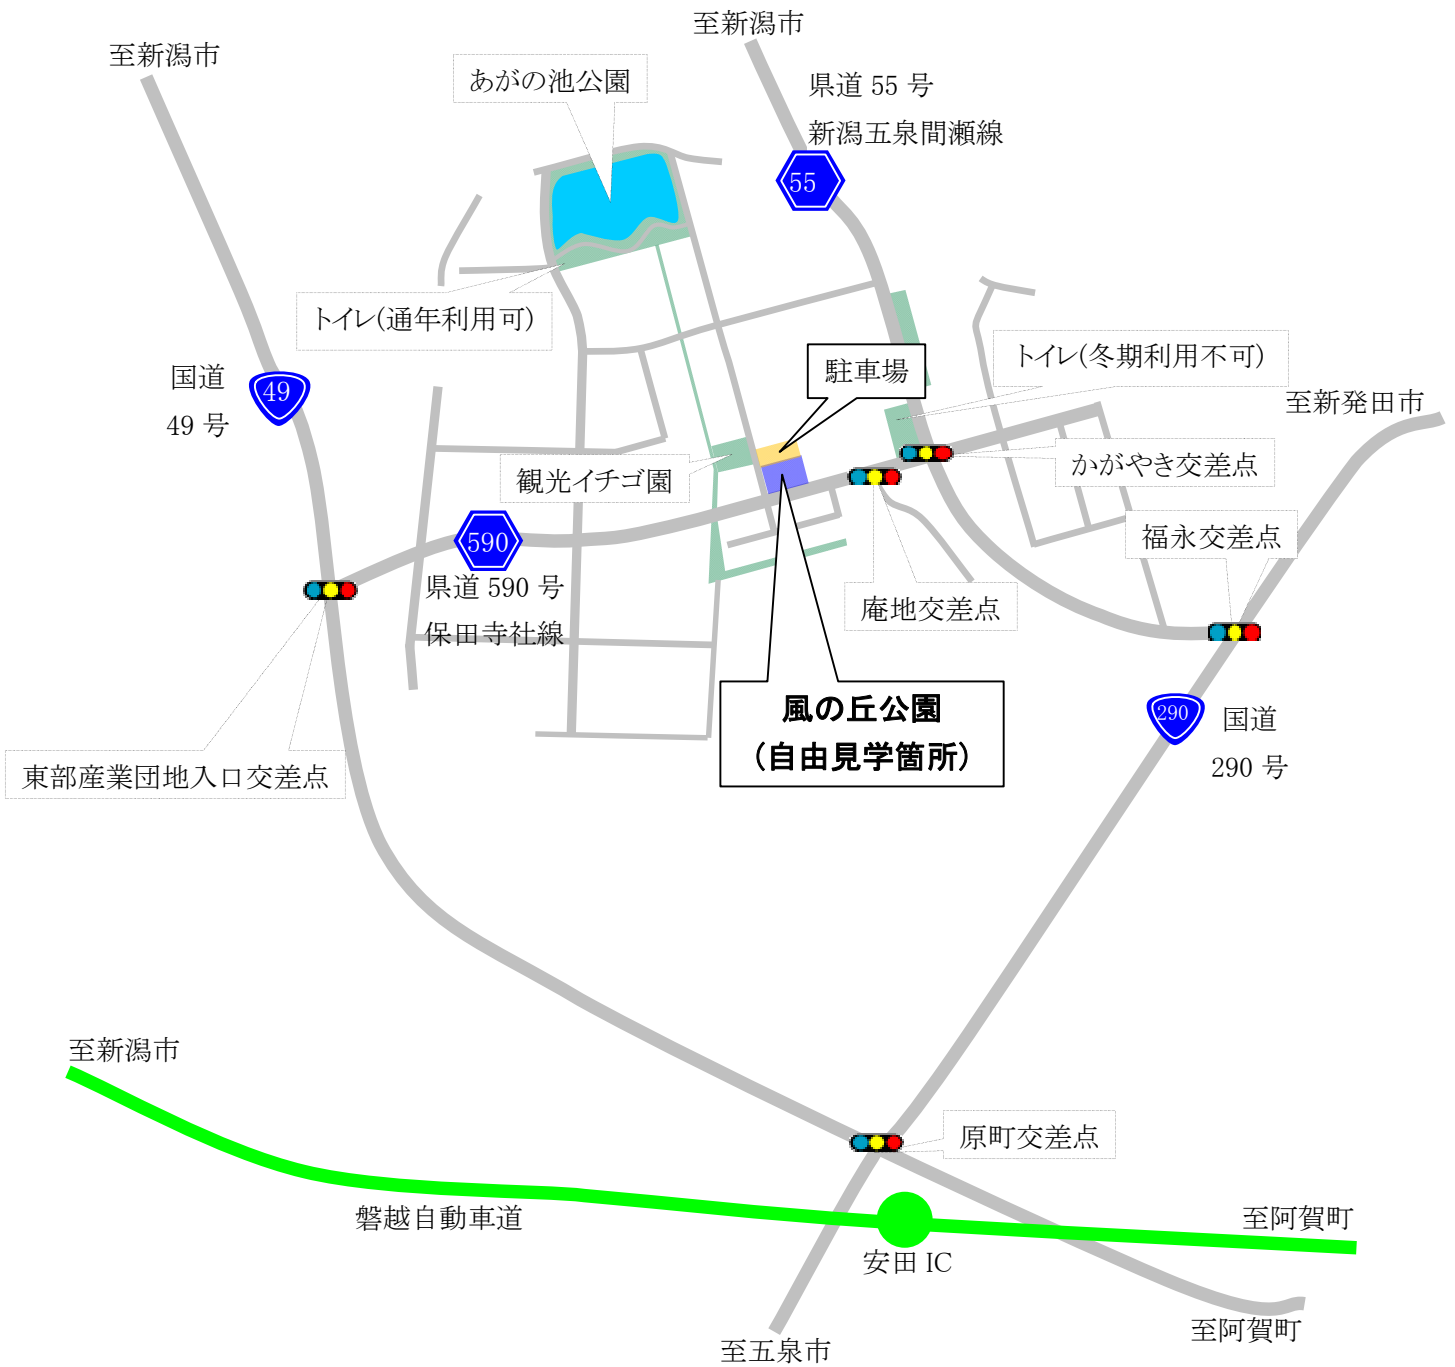 至新潟市
至新潟市
あがの池公園
県道 55 号
新潟五泉間瀬線
55
トイレ(通年利用可)
トイレ(冬期利用不可)
駐車場
国道
49 号
49
至新発田市
観光イチゴ園
かがやき交差点
590
県道 590 号
保田寺社線
福永交差点
庵地交差点
風の丘公園
(自由見学箇所)
290
国道
290 号
東部産業団地入口交差点
至新潟市
原町交差点
磐越自動車道
至阿賀町
安田 IC
至阿賀町
至五泉市